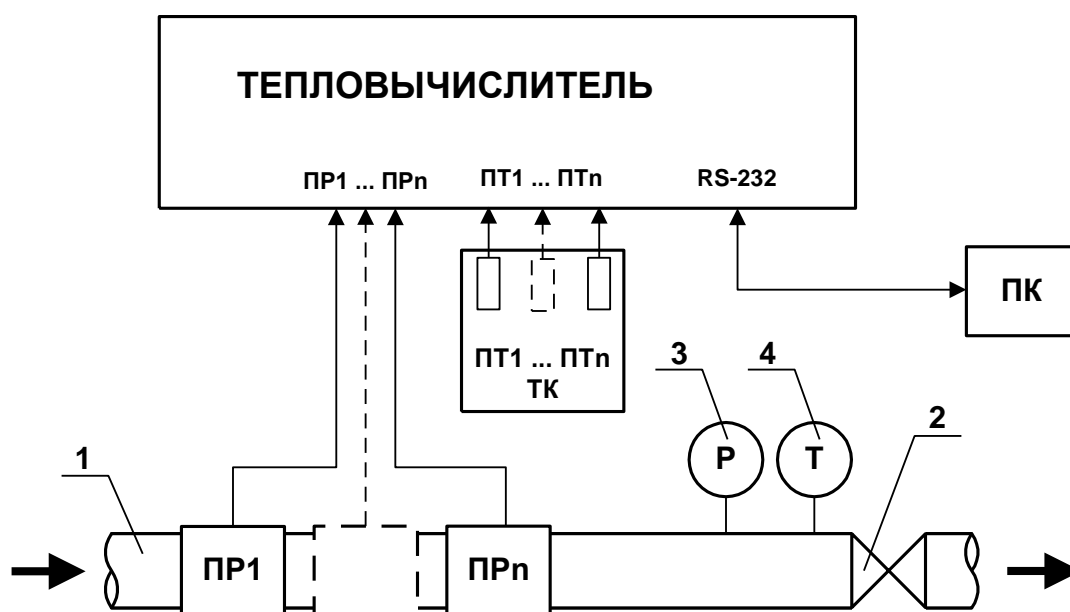 ТЕПЛОВЫЧИСЛИТЕЛЬ
ПР1 ... ПРn ПТ1 ... ПТn RS-232
ПК
ПТ1 ... ПТn
ТК
3 4
2
1
P T
ПР1 ПРn